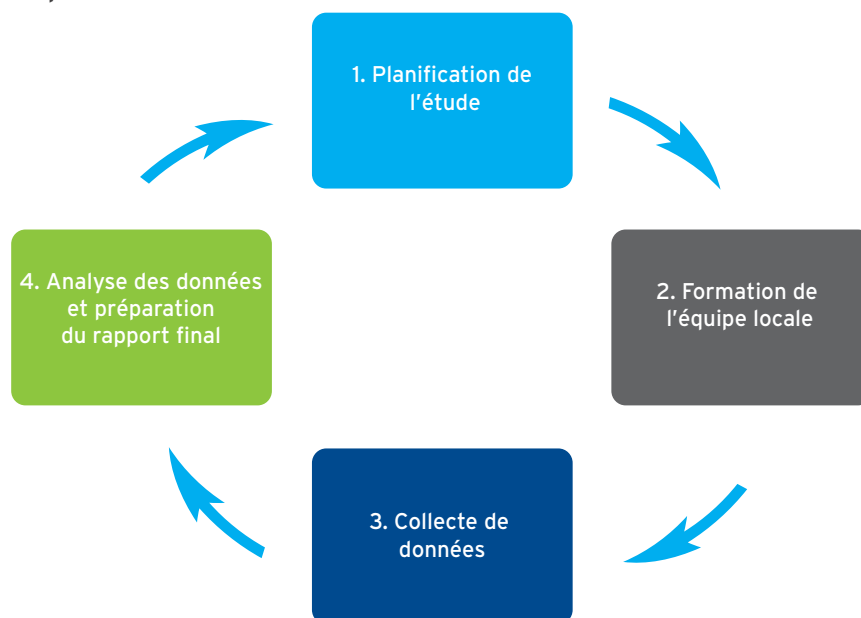 1. Planification de
l'étude
2. Formation de
l'équipe locale
3. Collecte de
données
4. Analyse des données
et préparation
du rapport final